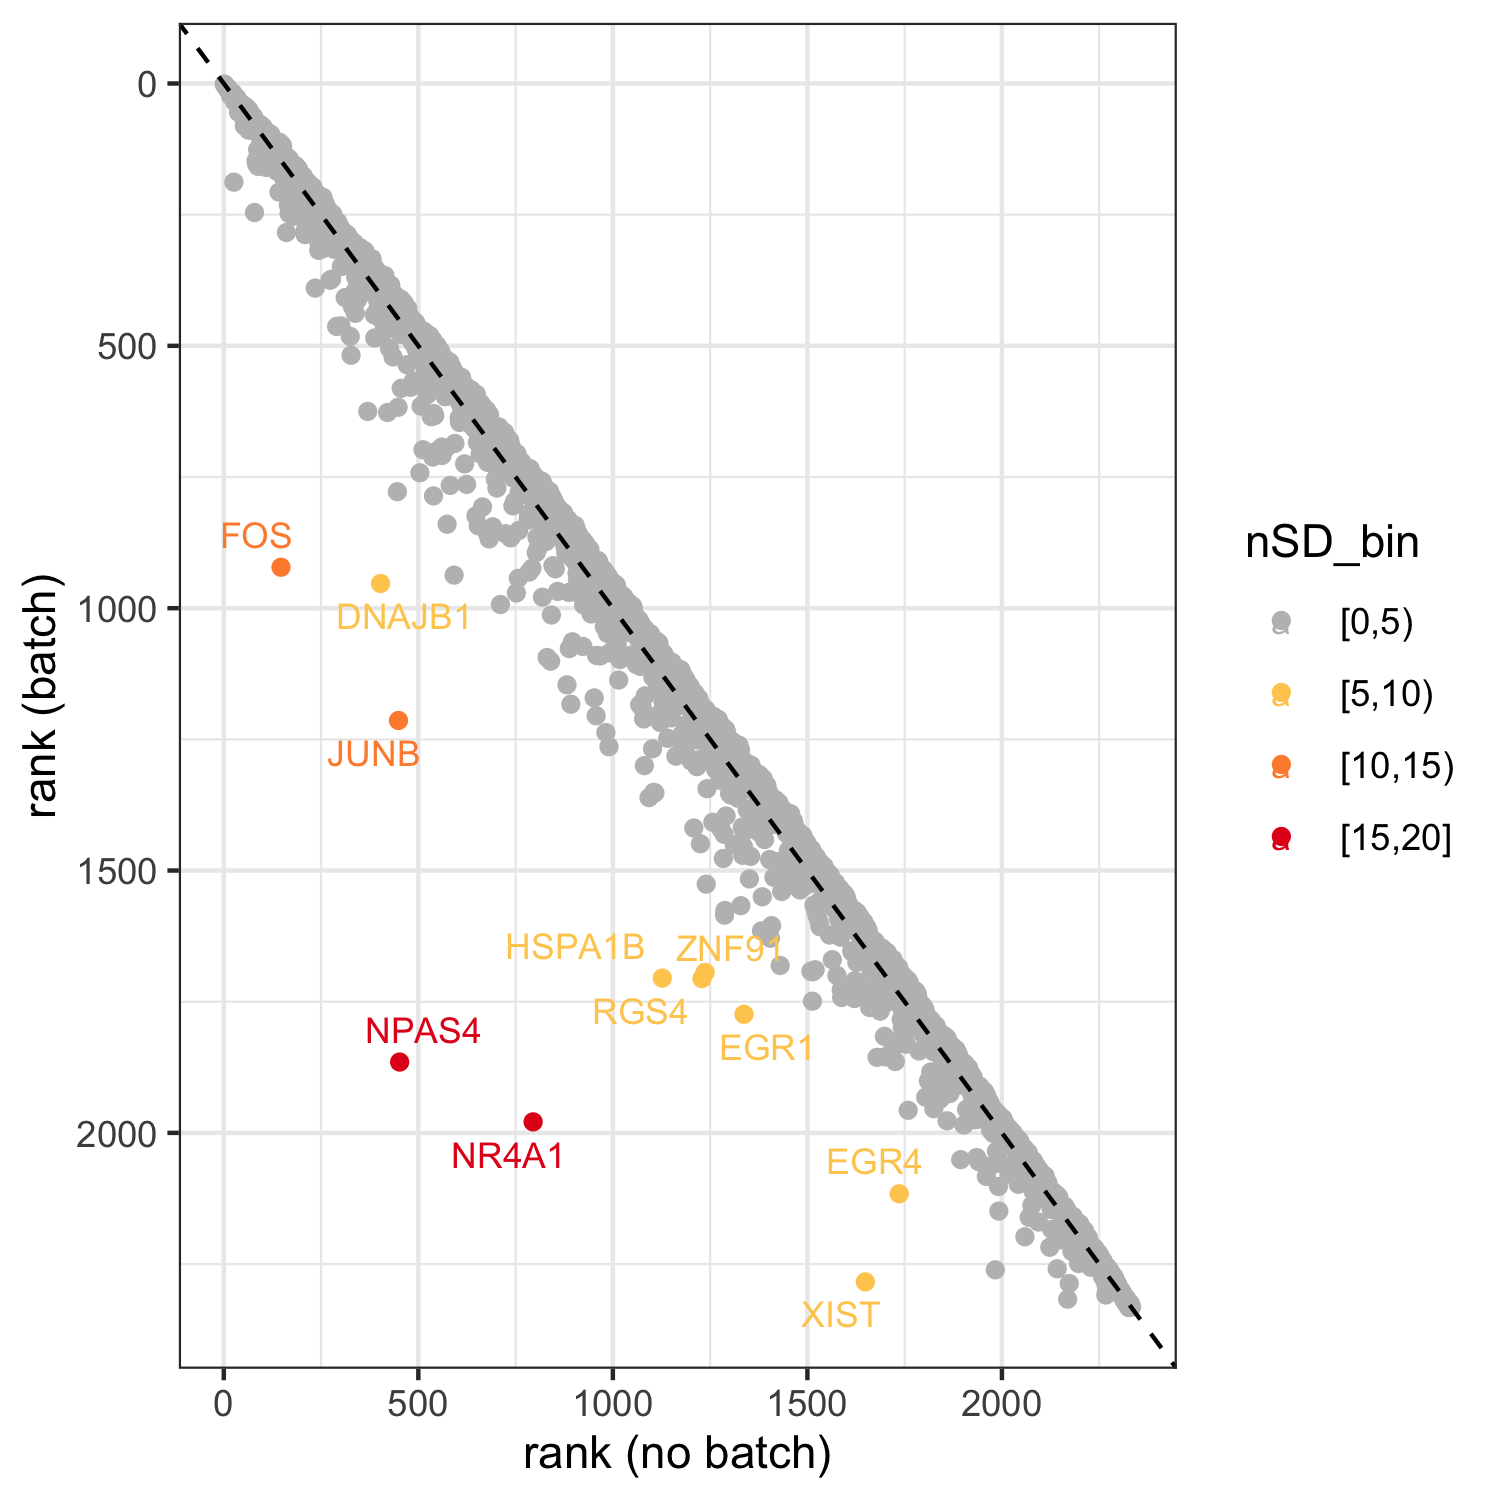 0
500
1000
1500
2000
rank (batch)
FOS
DNAJB1
JUNB
HSPA1B
ZNF91
RGS4
EGR1
NPAS4
NR4A1
EGR4
XIST
0
500
1000
1500
2000
rank (no batch)
nSD_bin
a [0,5)
a [5,10)
a [10,15)
a [15,20]